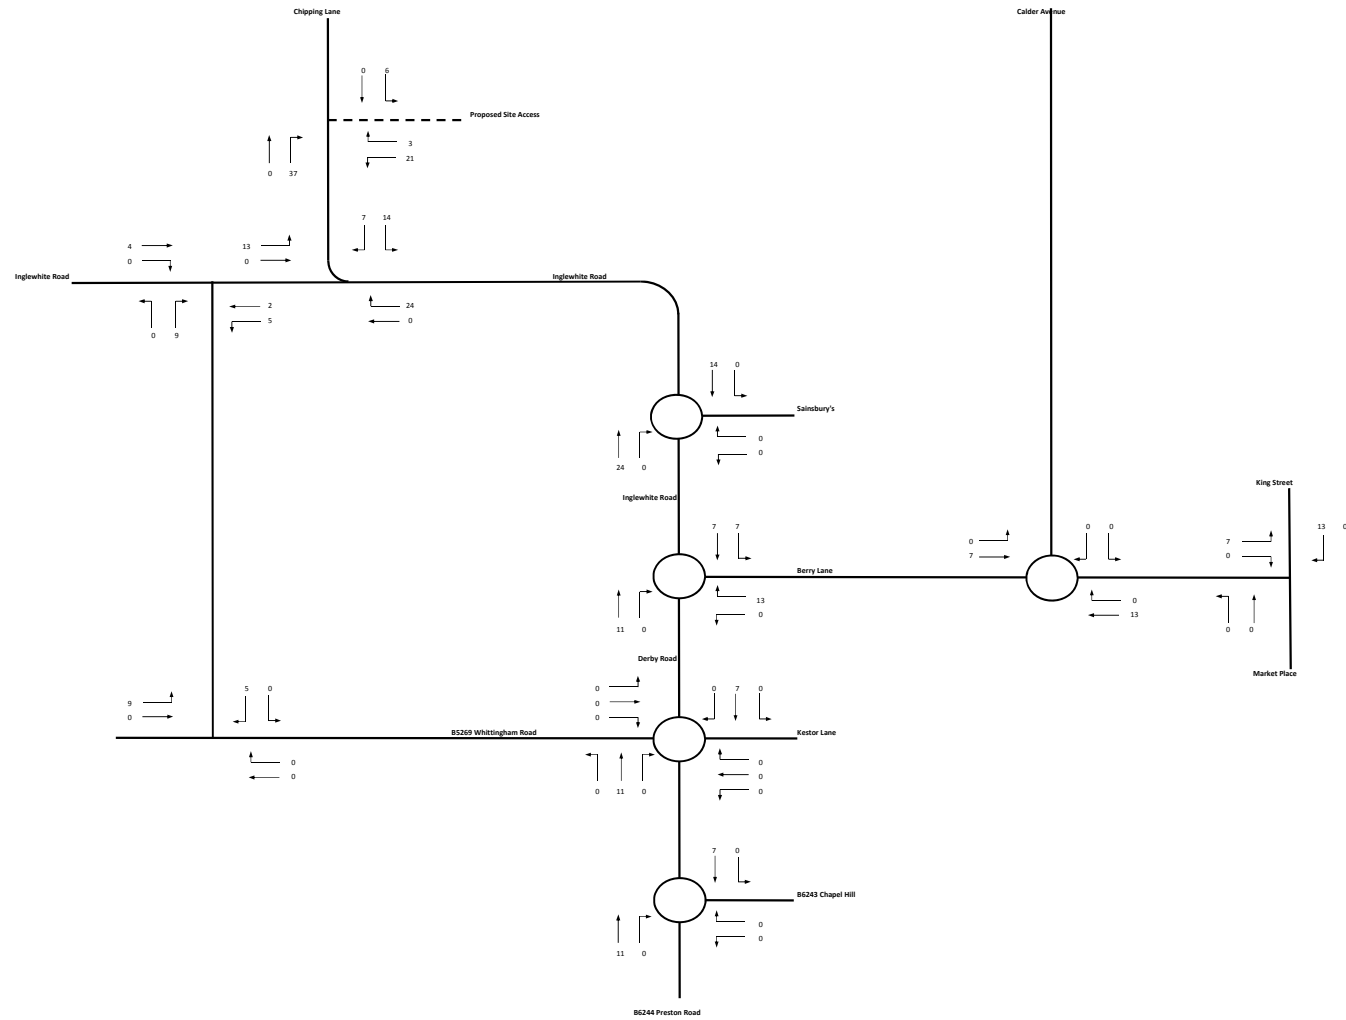 Chipping Lane
Calder Avenue
0 6
Proposed Site Access
3
21
0 37
7 14
4
0
13
0
Inglewhite Road
Inglewhite Road
2
5
24
0
0 9
14 0
Sainsbury's
0
0
24 0
King Street
Inglewhite Road
7 7
0
7
0 0
7
0
13 0
Berry Lane
13
0
11 0
0
13
0 0
Derby Road
Market Place
9
0
5 0
0
0
0
0 7 0
B5269 Whittingham Road
Kestor Lane
0
0
0
0
0
0 11 0
7 0
B6243 Chapel Hill
0
0
11 0
B6244 Preston Road